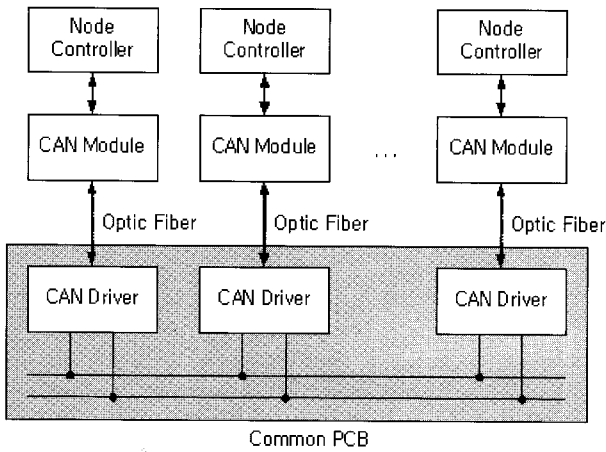 Node
Controller
Node
Controller
Node
Controller
CAN Module
CAN Module
...
CAN Module
Optic Fiber
Optic Fiber
Optic Fiber
CAN Driver
CAN Driver
CAN Driver
Common PCB